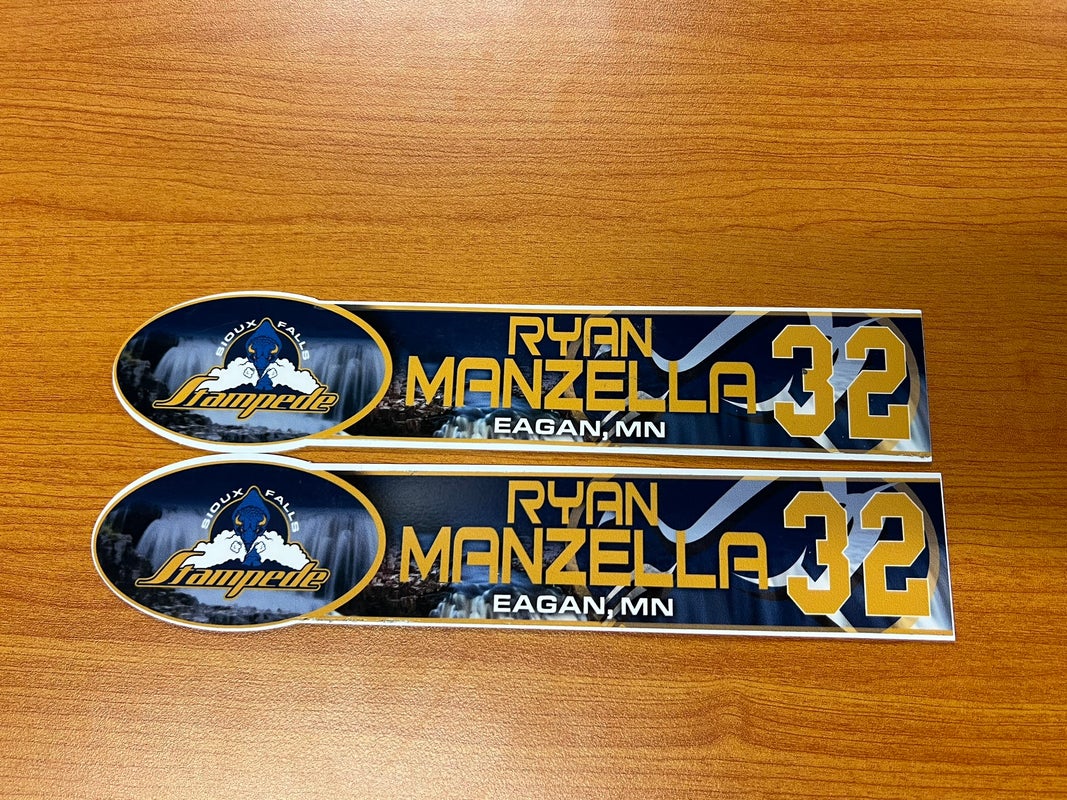 SIOUX FALLS
Stampede
RYAN
MANZELLA
EAGAN, MN
32
SIOUX FALLS
Stampede
RYAN
MANZELLA
EAGAN, MN
32